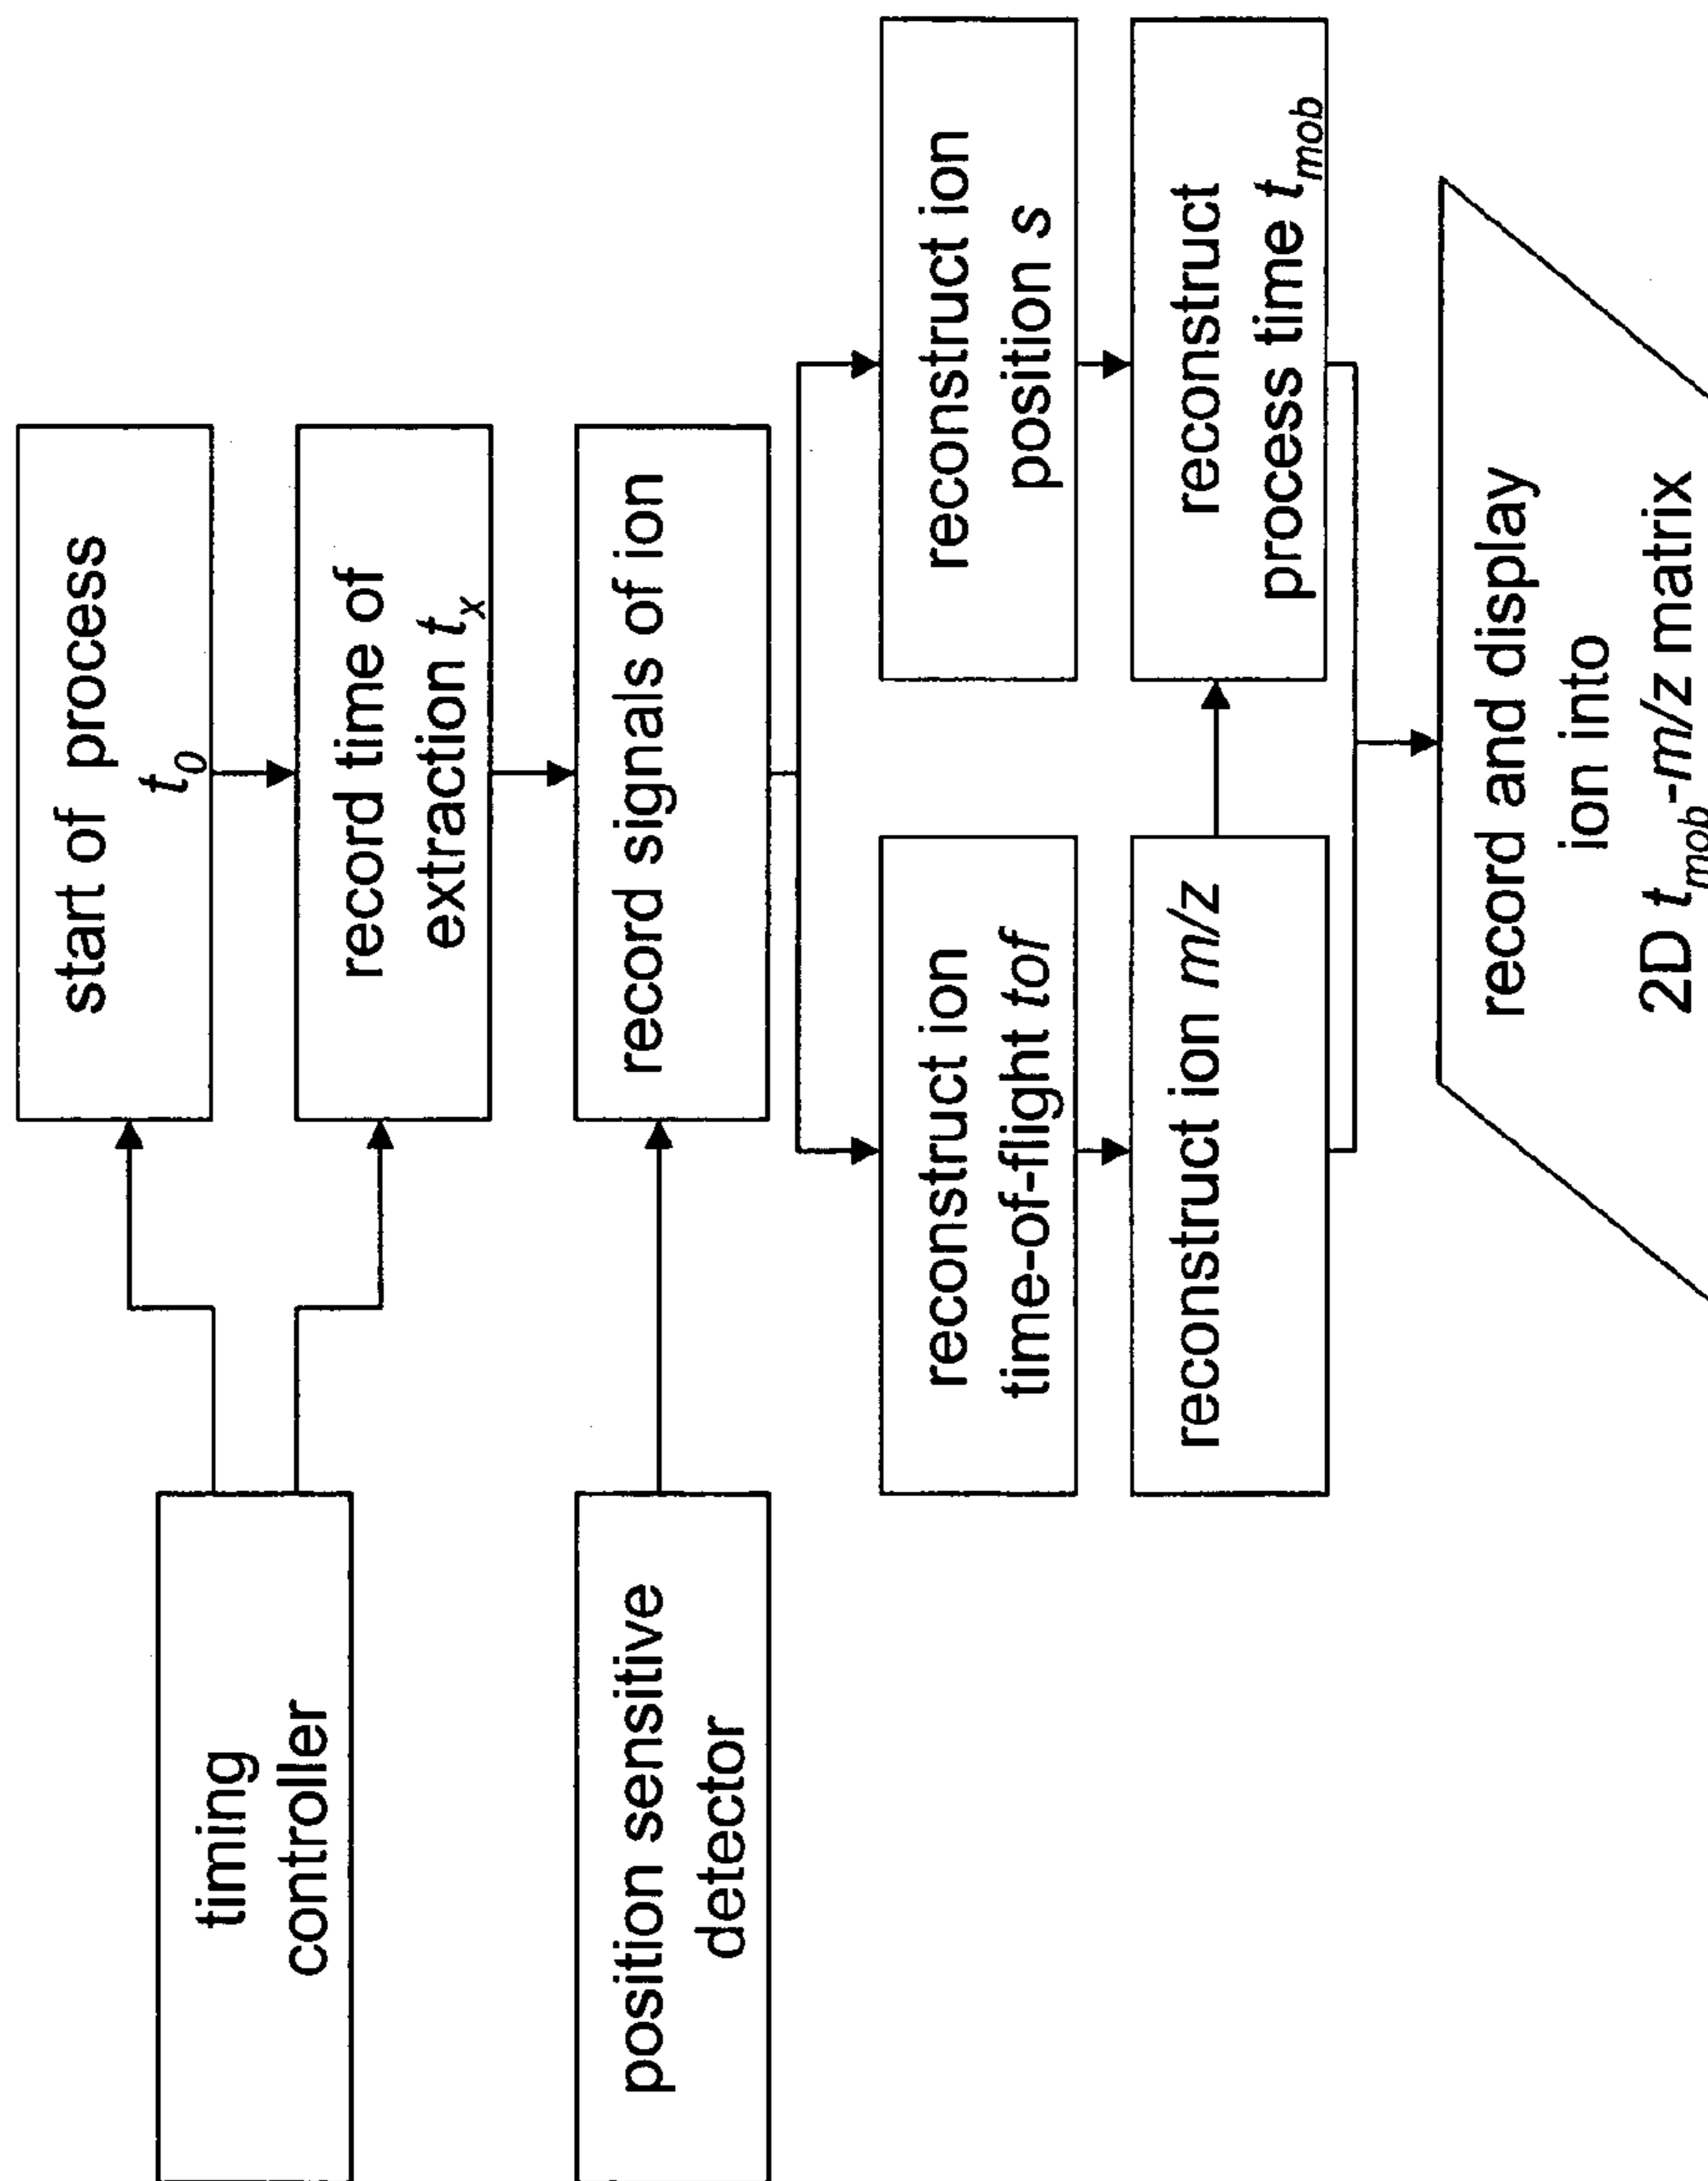 timing
controller
start of process
t₀
record time of
extraction tₓ
position sensitive
detector
record signals of ion
reconstruct ion
time-of-flight tof
reconstruct ion
position s
reconstruct ion m/z
reconstruct
process time t_mob
record and display
ion into
2D t_mob-m/z matrix